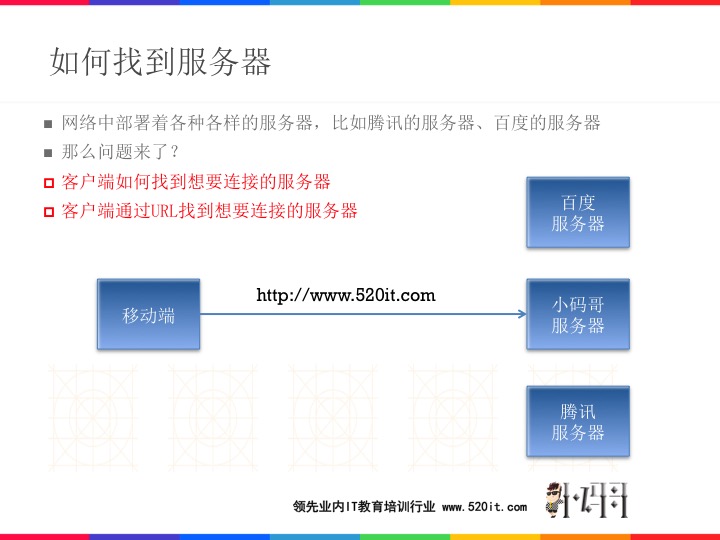 如何找到服务器
网络中部署着各种各样的服务器，比如腾讯的服务器、百度的服务器
那么问题来了？
客户端如何找到想要连接的服务器
客户端通过URL找到想要连接的服务器
百度
服务器
http://www.520it.com
移动端
小码哥
服务器
腾讯
服务器
领先业内IT教育培训行业 www.520it.com
小码哥